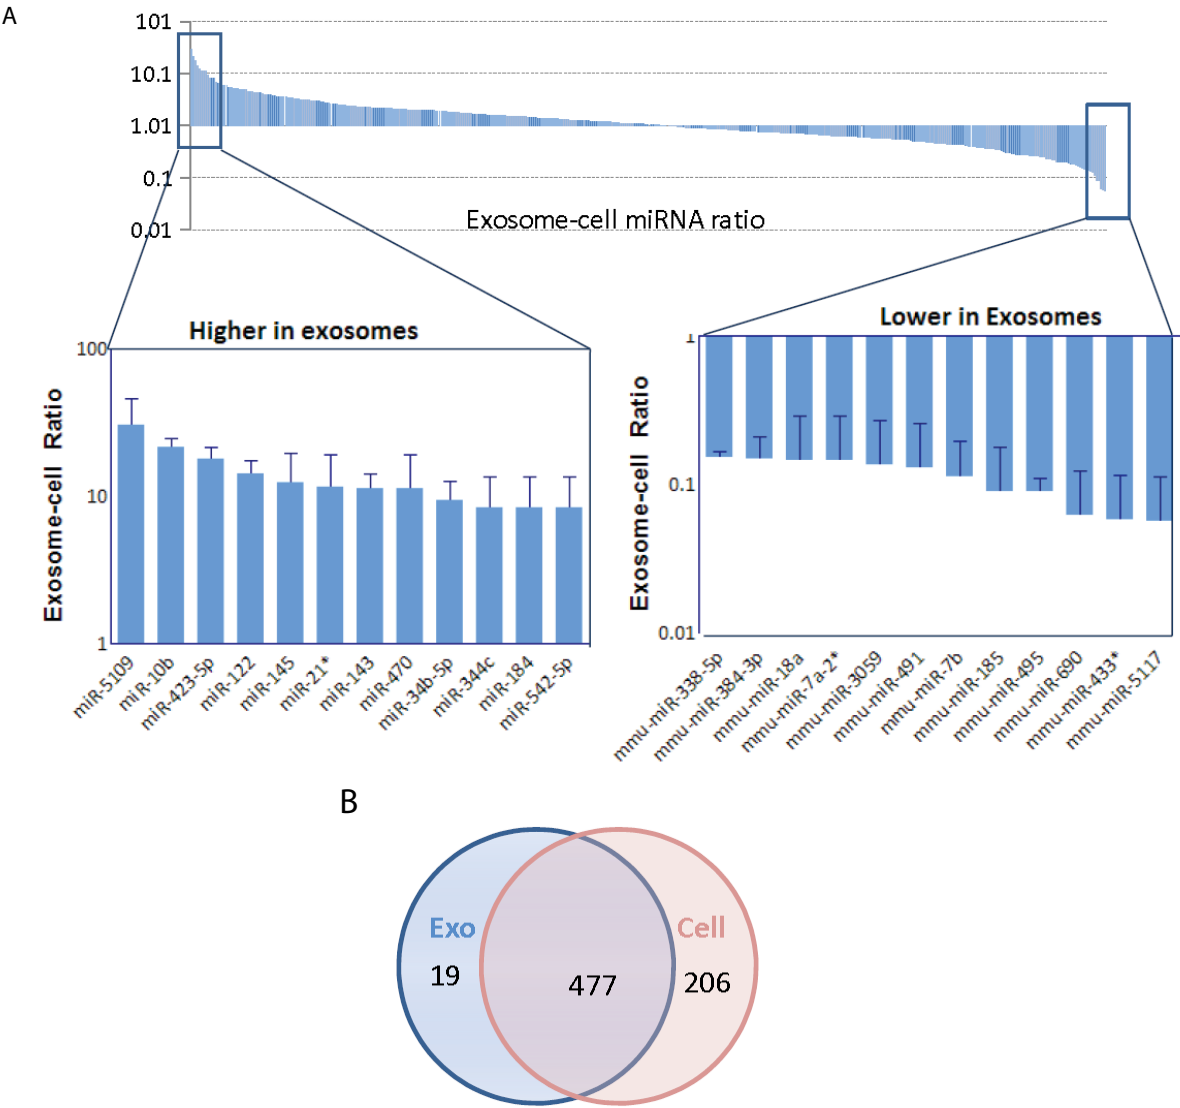 A
101
10.1
1.01
0.1
0.01
Exosome-cell miRNA ratio
Higher in exosomes
Exosome-cell Ratio
100
10
1
miR-5109
miR-10b
miR-423-5p
miR-122
miR-145
miR-21*
miR-143
miR-470
miR-34b-5p
miR-344c
miR-184
miR-542-5p
Lower in Exosomes
Exosome-cell Ratio
1
0.1
0.01
mmu-miR-338-5p
mmu-miR-384-3p
mmu-miR-18a
mmu-miR-7a-2*
mmu-miR-3059
mmu-miR-491
mmu-miR-7b
mmu-miR-185
mmu-miR-495
mmu-miR-690
mmu-miR-433*
mmu-miR-5117
B
Exo
Cell
19
477
206